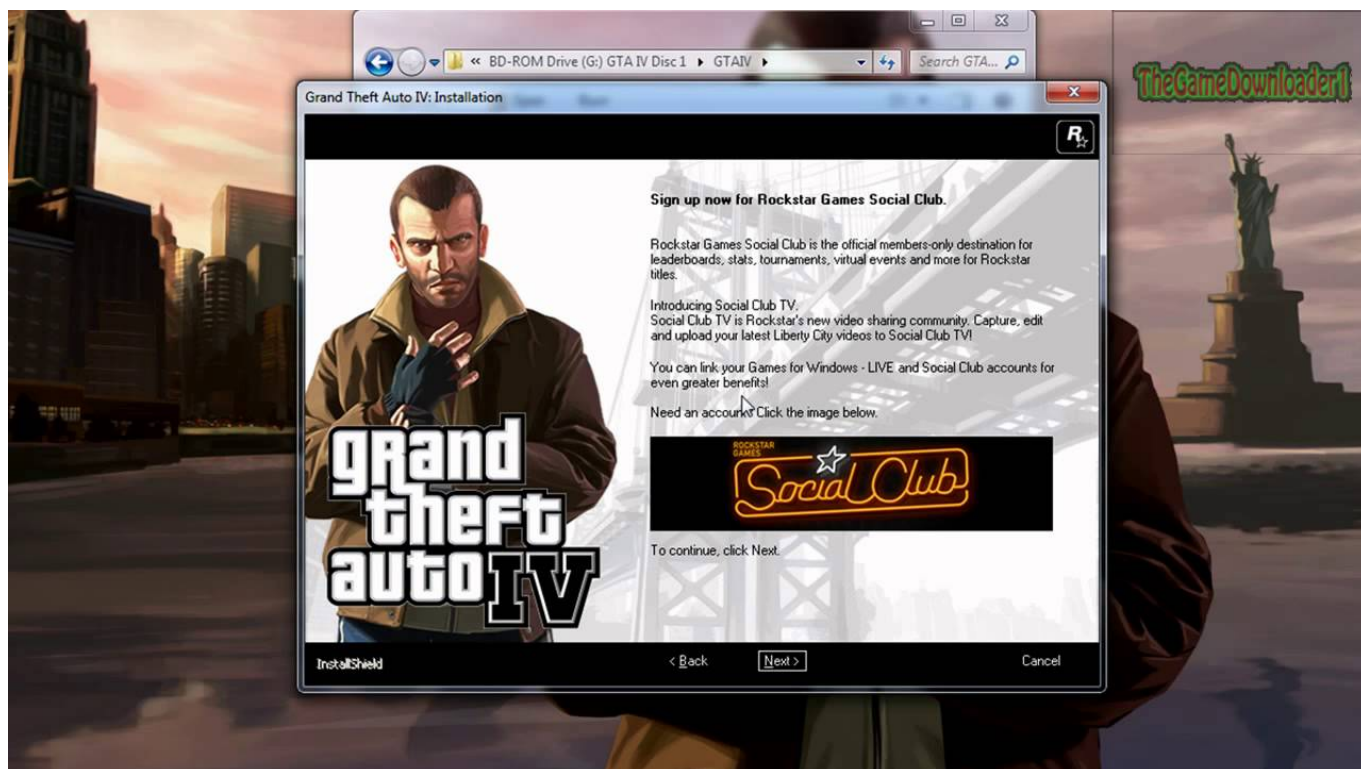 « BD-ROM Drive (G:) GTA IV Disc 1 ▸ GTAIV ▸
Search GTA...
TheGameDownloader1
Grand Theft Auto IV: Installation
R
Sign up now for Rockstar Games Social Club.
Rockstar Games Social Club is the official members-only destination for
leaderboards, stats, tournaments, virtual events and more for Rockstar
titles.
Introducing Social Club TV.
Social Club TV is Rockstar's new video sharing community. Capture, edit
and upload your latest Liberty City videos to Social Club TV!
You can link your Games for Windows - LIVE and Social Club accounts for
even greater benefits!
Need an account? Click the image below.
ROCKSTAR
GAMES
Social Club
To continue, click Next.
grand
theft
auto IV
InstallShield
< Back
Next >
Cancel